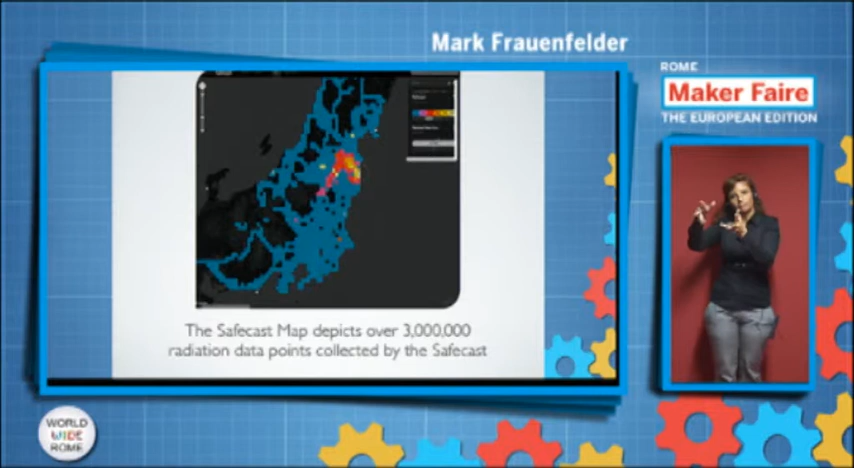 Mark Frauenfelder
ROME
Maker Faire
THE EUROPEAN EDITION
The Safecast Map depicts over 3,000,000
radiation data points collected by the Safecast
WORLD
WIDE
ROME